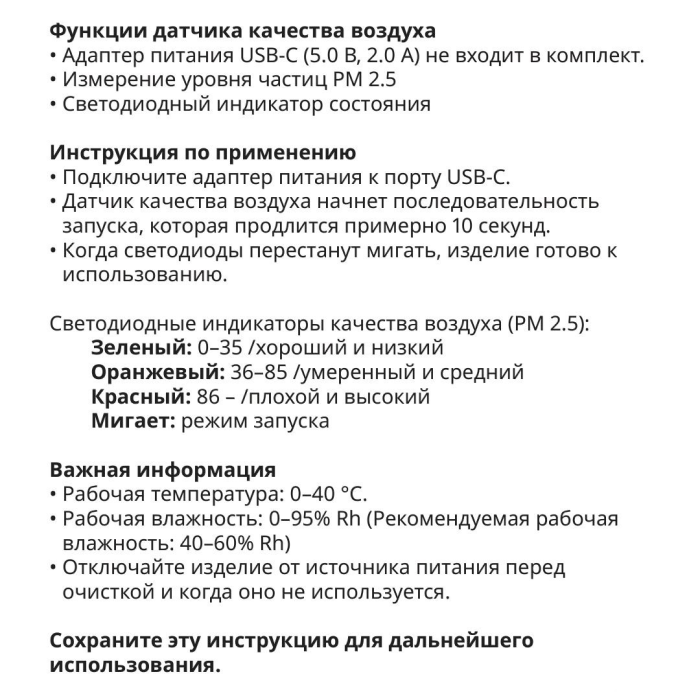 Функции датчика качества воздуха
• Адаптер питания USB-C (5.0 В, 2.0 А) не входит в комплект.
• Измерение уровня частиц PM 2.5
• Светодиодный индикатор состояния
Инструкция по применению
• Подключите адаптер питания к порту USB-C.
• Датчик качества воздуха начнет последовательность
запуска, которая продлится примерно 10 секунд.
• Когда светодиоды перестанут мигать, изделие готово к
использованию.
Светодиодные индикаторы качества воздуха (PM 2.5):
Зеленый: 0–35 /хороший и низкий
Оранжевый: 36–85 /умеренный и средний
Красный: 86 – /плохой и высокий
Мигает: режим запуска
Важная информация
• Рабочая температура: 0–40 °C.
• Рабочая влажность: 0–95% Rh (Рекомендуемая рабочая
влажность: 40–60% Rh)
• Отключайте изделие от источника питания перед
очисткой и когда оно не используется.
Сохраните эту инструкцию для дальнейшего
использования.